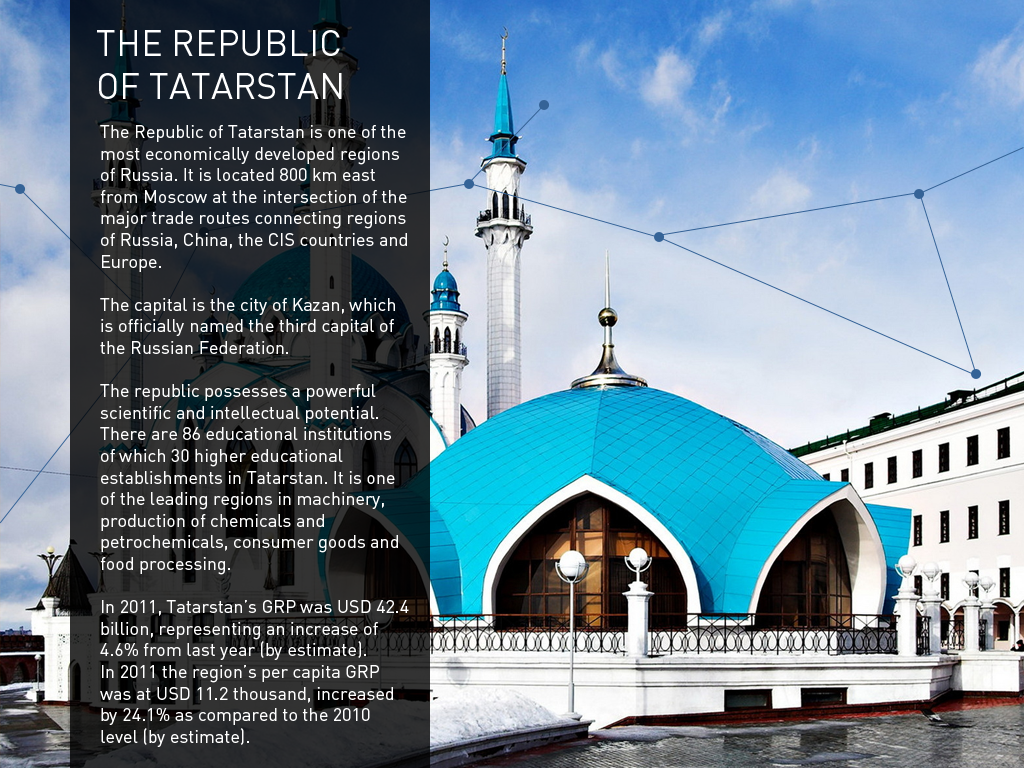 THE REPUBLIC
OF TATARSTAN
The Republic of Tatarstan is one of the
most economically developed regions
of Russia. It is located 800 km east
from Moscow at the intersection of the
major trade routes connecting regions
of Russia, China, the CIS countries and
Europe.
The capital is the city of Kazan, which
is officially named the third capital of
the Russian Federation.
The republic possesses a powerful
scientific and intellectual potential.
There are 86 educational institutions
of which 30 higher educational
establishments in Tatarstan. It is one
of the leading regions in machinery,
production of chemicals and
petrochemicals, consumer goods and
food processing.
In 2011, Tatarstan's GRP was USD 42.4
billion, representing an increase of
4.6% from last year (by estimate).
In 2011 the region's per capita GRP
was at USD 11.2 thousand, increased
by 24.1% as compared to the 2010
level (by estimate).